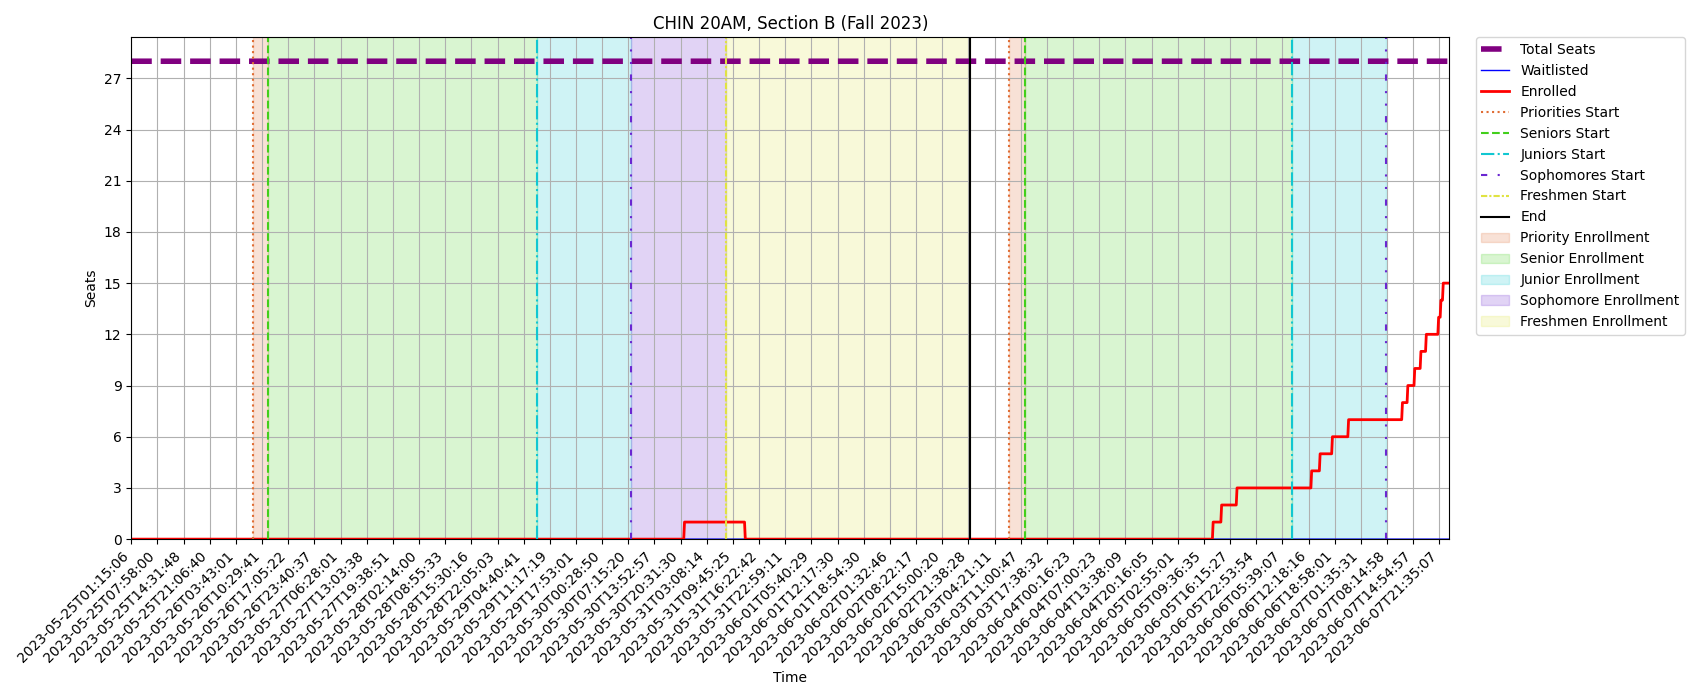 CHIN 20AM, Section B (Fall 2023)
Total Seats
Waitlisted
Enrolled
Priorities Start
Seniors Start
Juniors Start
Sophomores Start
Freshmen Start
End
Priority Enrollment
Senior Enrollment
Junior Enrollment
Sophomore Enrollment
Freshmen Enrollment
Seats
27
24
21
18
15
12
9
6
3
0
2023-05-25T01:15:06
2023-05-25T07:58:00
2023-05-25T14:31:48
2023-05-25T21:06:40
2023-05-26T03:43:01
2023-05-26T10:29:41
2023-05-26T17:05:22
2023-05-26T23:40:37
2023-05-27T06:28:01
2023-05-27T13:03:38
2023-05-27T19:38:51
2023-05-28T02:14:00
2023-05-28T08:55:33
2023-05-28T15:30:16
2023-05-28T22:05:03
2023-05-29T04:40:41
2023-05-29T11:17:19
2023-05-29T17:53:01
2023-05-30T00:28:50
2023-05-30T07:15:20
2023-05-30T13:52:57
2023-05-30T20:31:30
2023-05-31T03:08:14
2023-05-31T09:45:25
2023-05-31T16:22:42
2023-05-31T22:59:11
2023-06-01T05:40:29
2023-06-01T12:17:30
2023-06-01T18:54:30
2023-06-02T01:32:46
2023-06-02T08:22:17
2023-06-02T15:00:20
2023-06-02T21:38:28
2023-06-03T04:21:11
2023-06-03T11:00:47
2023-06-03T17:38:32
2023-06-04T00:16:23
2023-06-04T07:00:23
2023-06-04T13:38:09
2023-06-04T20:16:05
2023-06-05T02:55:01
2023-06-05T09:36:35
2023-06-05T16:15:27
2023-06-05T22:53:54
2023-06-06T05:39:07
2023-06-06T12:18:16
2023-06-06T18:58:01
2023-06-07T01:35:31
2023-06-07T08:14:58
2023-06-07T14:54:57
2023-06-07T21:35:07
Time